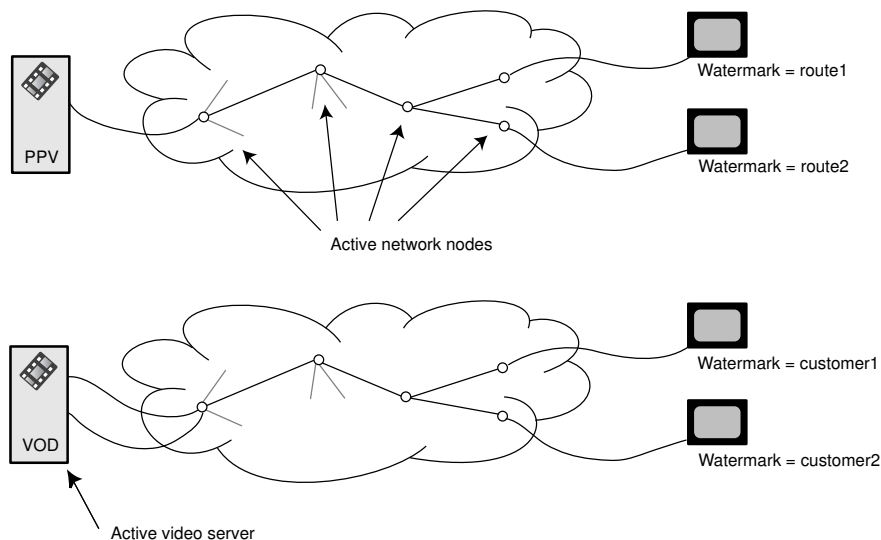 Watermark = route1
PPV
Watermark = route2
Active network nodes
Watermark = customer1
VOD
Watermark = customer2
Active video server